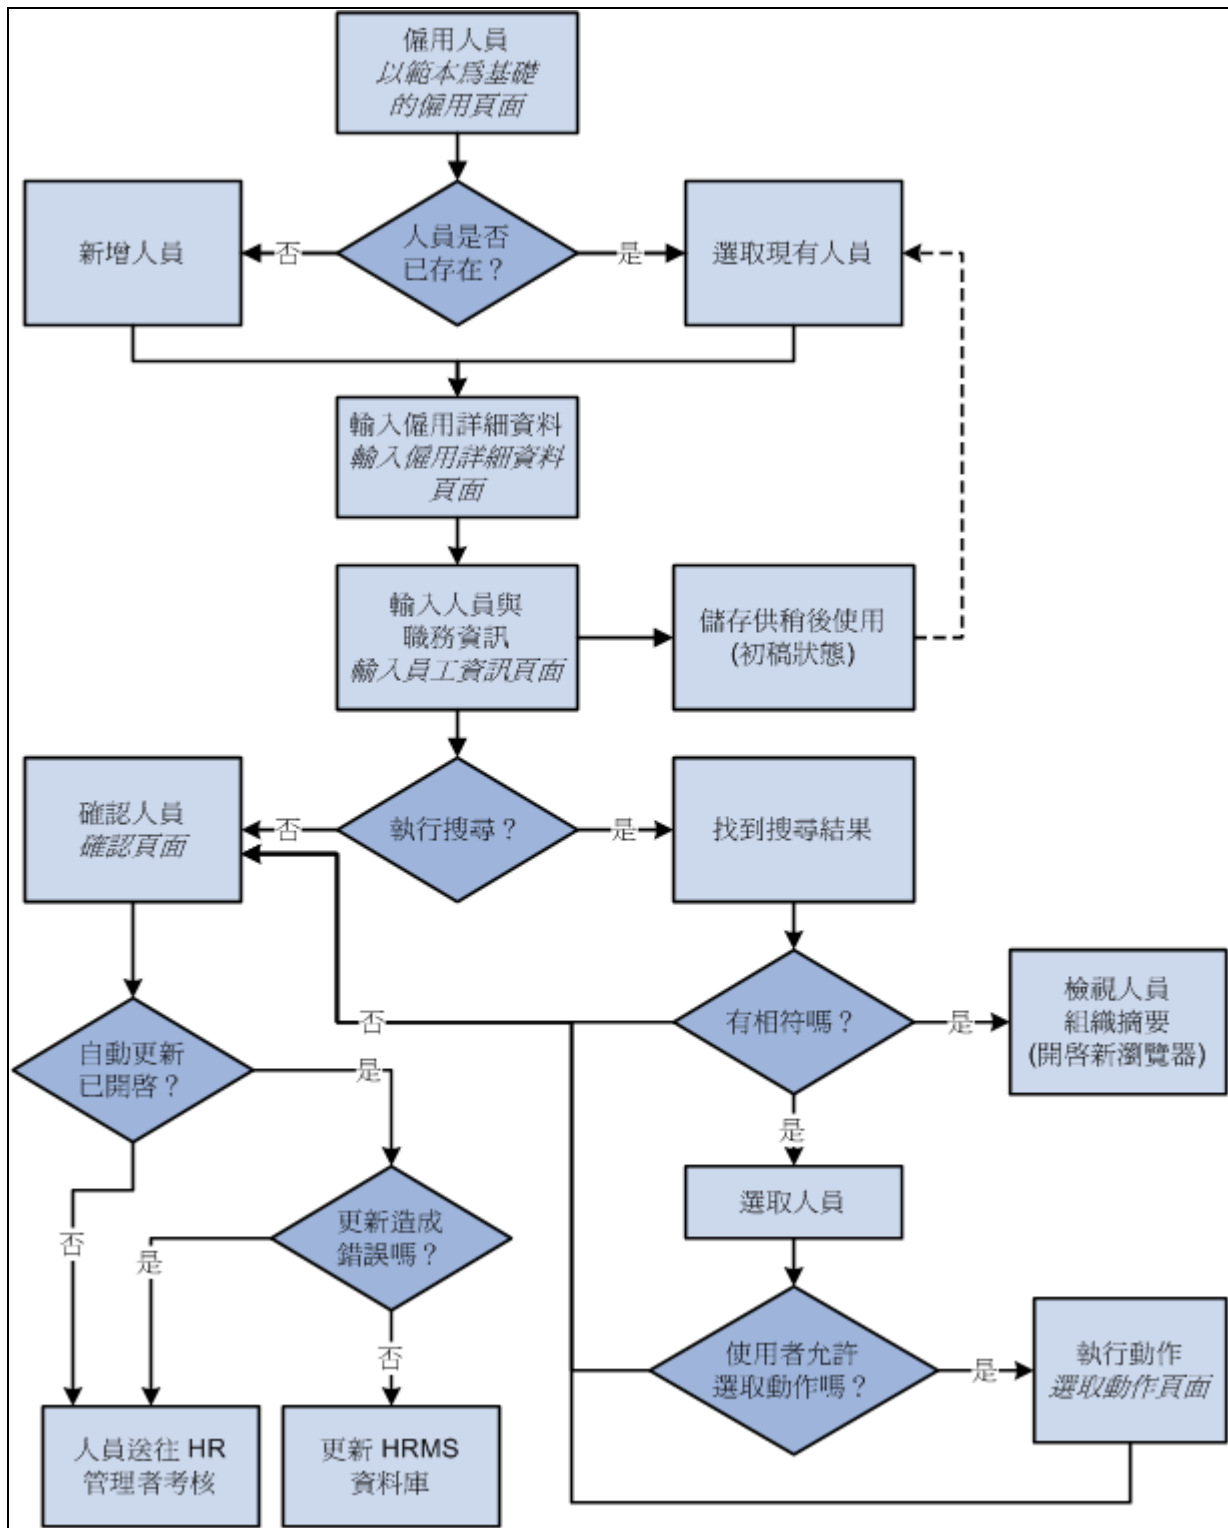 僱用人員
以範本為基礎
的僱用頁面
新增人員
否
人員是否
已存在？
是
選取現有人員
輸入僱用詳細資料
輸入僱用詳細資料
頁面
輸入人員與
職務資訊
輸入員工資訊頁面
儲存供稍後使用
(初稿狀態)
確認人員
確認頁面
否
執行搜尋？
是
找到搜尋結果
否
有相符嗎？
是
檢視人員
組織摘要
(開啓新瀏覽器)
自動更新
已開啓？
是
是
選取人員
否
是
更新造成
錯誤嗎？
否
使用者允許
選取動作嗎？
是
執行動作
選取動作頁面
人員送往 HR
管理者考核
更新 HRMS
資料庫